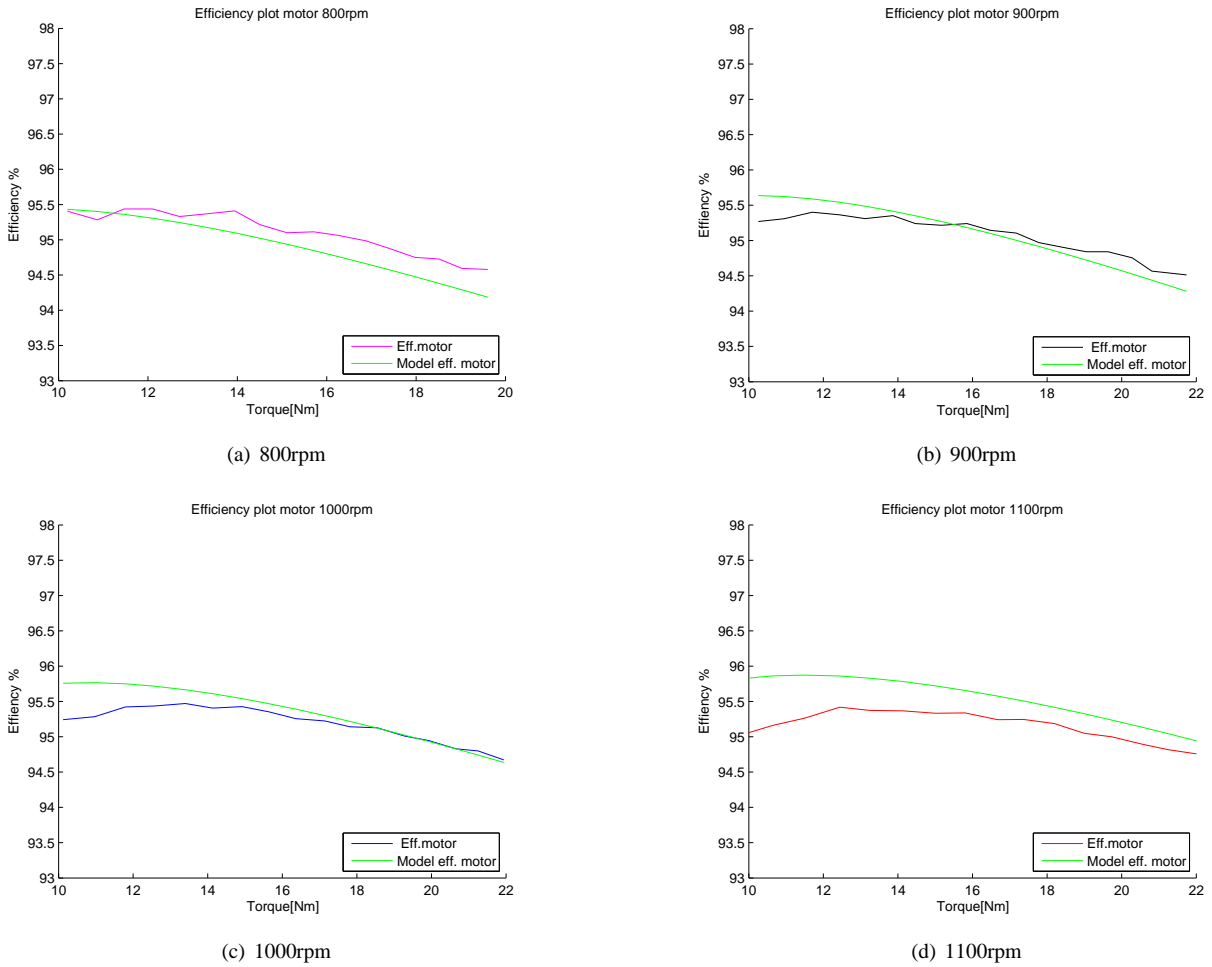 Efficiency plot motor 800rpm
98
97.5
97
96.5
96
95.5
95
94.5
94
93.5
93
Efficiency %
10 12 14 16 18 20
Torque[Nm]
Eff.motor
Model eff. motor
(a) 800rpm
Efficiency plot motor 900rpm
98
97.5
97
96.5
96
95.5
95
94.5
94
93.5
93
Effiency %
10 12 14 16 18 20 22
Torque[Nm]
Eff.motor
Model eff. motor
(b) 900rpm
Efficiency plot motor 1000rpm
98
97.5
97
96.5
96
95.5
95
94.5
94
93.5
93
Effiency %
10 12 14 16 18 20 22
Torque[Nm]
Eff.motor
Model eff. motor
(c) 1000rpm
Efficiency plot motor 1100rpm
98
97.5
97
96.5
96
95.5
95
94.5
94
93.5
93
Effiency %
10 12 14 16 18 20 22
Torque[Nm]
Eff.motor
Model eff. motor
(d) 1100rpm